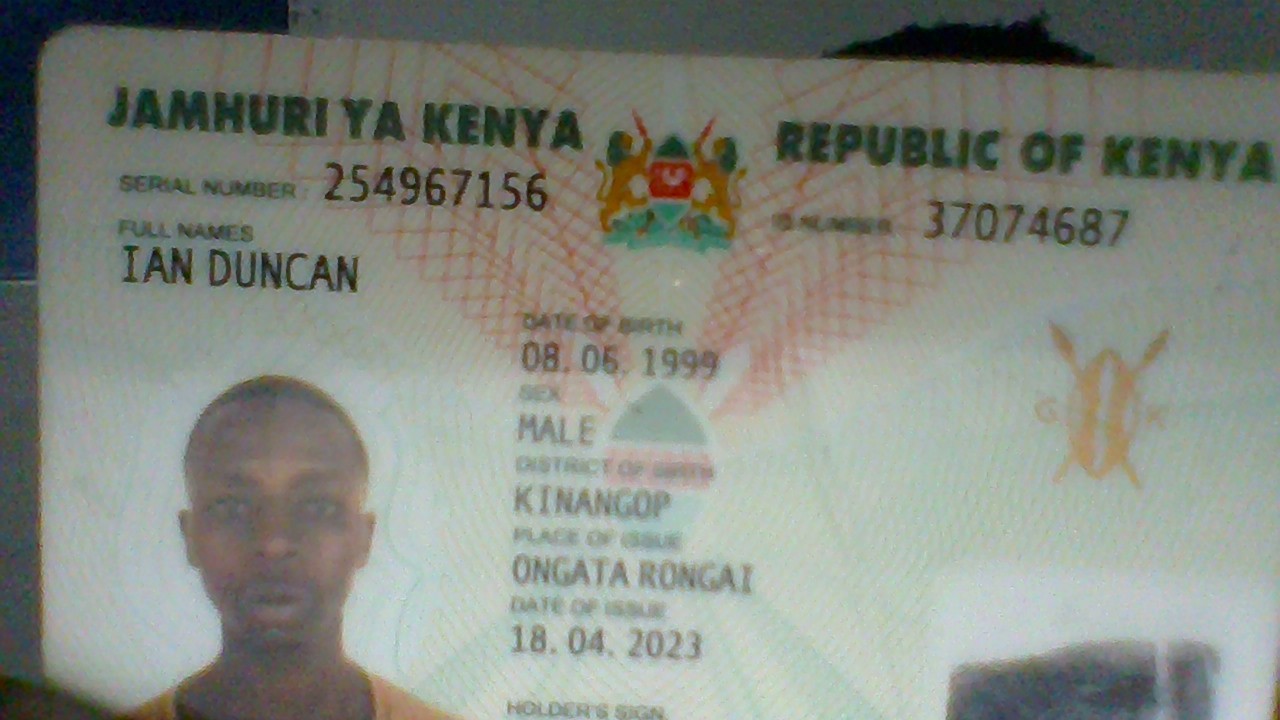 JAMHURI YA KENYA
REPUBLIC OF KENYA
SERIAL NUMBER 254967156
ID NUMBER 37074687
FULL NAMES
IAN DUNCAN
DATE OF BIRTH
08. 06. 1999
SEX
MALE
DISTRICT OF BIRTH
KINANGOP
PLACE OF ISSUE
ONGATA RONGAI
DATE OF ISSUE
18. 04. 2023
HOLDER'S SIGN.
G K